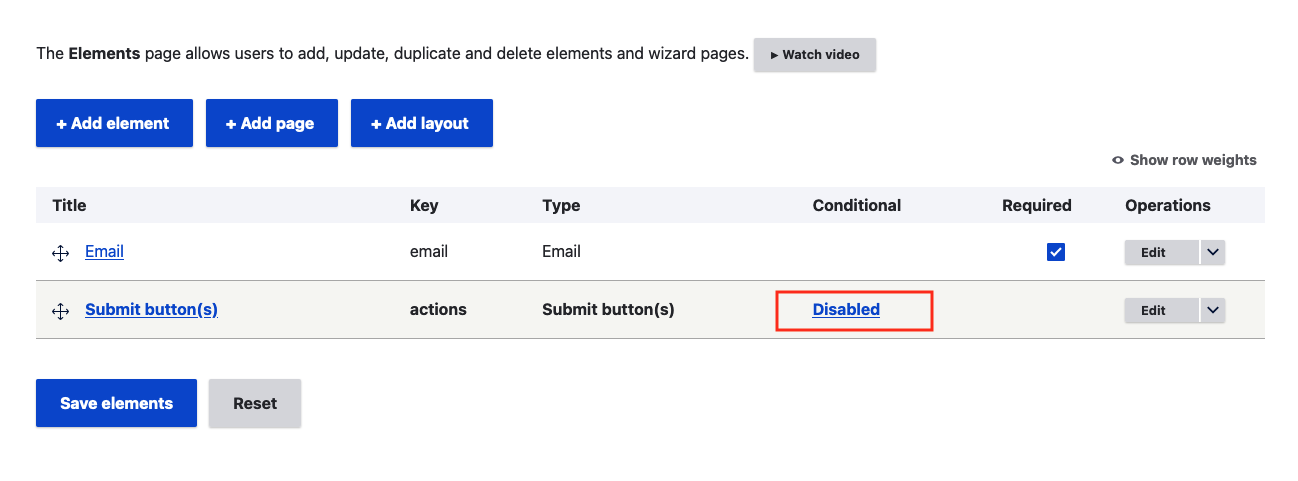 The Elements page allows users to add, update, duplicate and delete elements and wizard pages. ▸ Watch video
+ Add element + Add page + Add layout
Show row weights
Title Key Type Conditional Required Operations
Email email Email Edit
Submit button(s) actions Submit button(s) Disabled Edit
Save elements Reset